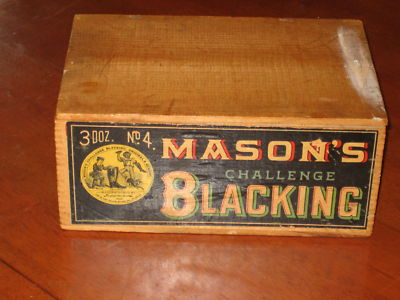 3 DOZ. No 4.
MASON'S
CHALLENGE
BLACKING